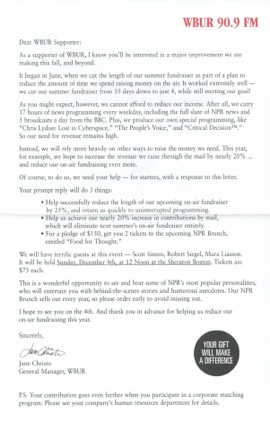 WBUR 90.9 FM
Dear WBUR Supporter:
As a supporter of WBUR, I know you'll be interested in a major improvement we are
making this fall, and beyond.
It began in June, when we cut the length of our summer fundraiser as part of a plan to
reduce the amount of time we spend raising money on the air. It worked extremely well —
we cut our summer fundraiser from 10 days down to just 4, while still meeting our goal!
As you might expect, however, we cannot afford to reduce our income. After all, we carry
17 hours of news programming every weekday, including the full slate of NPR news and
5 broadcasts a day from the BBC. Plus, we produce our own special programming, like
"Chris Lydon: Lost in Cyberspace," "The People's Voice," and "Critical Decision™."
So our need for revenue remains high.
Instead, we will rely more heavily on other ways to raise the money we need. This year,
for example, we hope to increase the revenue we raise through the mail by nearly 20% ...
and reduce our on-air fundraising even more.
Of course, to do so, we need your help — for starters, with a response to this letter.
Your prompt reply will do 3 things:
• Help successfully reduce the length of our upcoming on-air fundraiser
by 25%, and return us quickly to uninterrupted programming.
• Help us achieve our nearly 20% increase in contributions by mail,
which will eliminate next summer's on-air fundraiser entirely.
• For a pledge of $150, get you 2 tickets to the upcoming NPR Brunch,
entitled "Food for Thought."
We will have terrific guests at this event — Scott Simon, Robert Siegel, Mara Liasson.
It will be held Sunday, December 4th, at 12 Noon at the Sheraton Boston. Tickets are
$75 each.
This is a wonderful opportunity to see and hear some of NPR's most popular personalities,
who will entertain you with behind-the-scenes stories and humorous anecdotes. Our NPR
Brunch sells out every year, so please order early to avoid missing out.
I hope to see you on the 4th. And thank you in advance for helping us reduce our
on-air fundraising this year.
Sincerely,
Jane Christo
Jane Christo
General Manager, WBUR
YOUR GIFT
WILL MAKE
A DIFFERENCE
P.S. Your contribution goes even further when you participate in a corporate matching
program. Please see your company's human resources department for details.